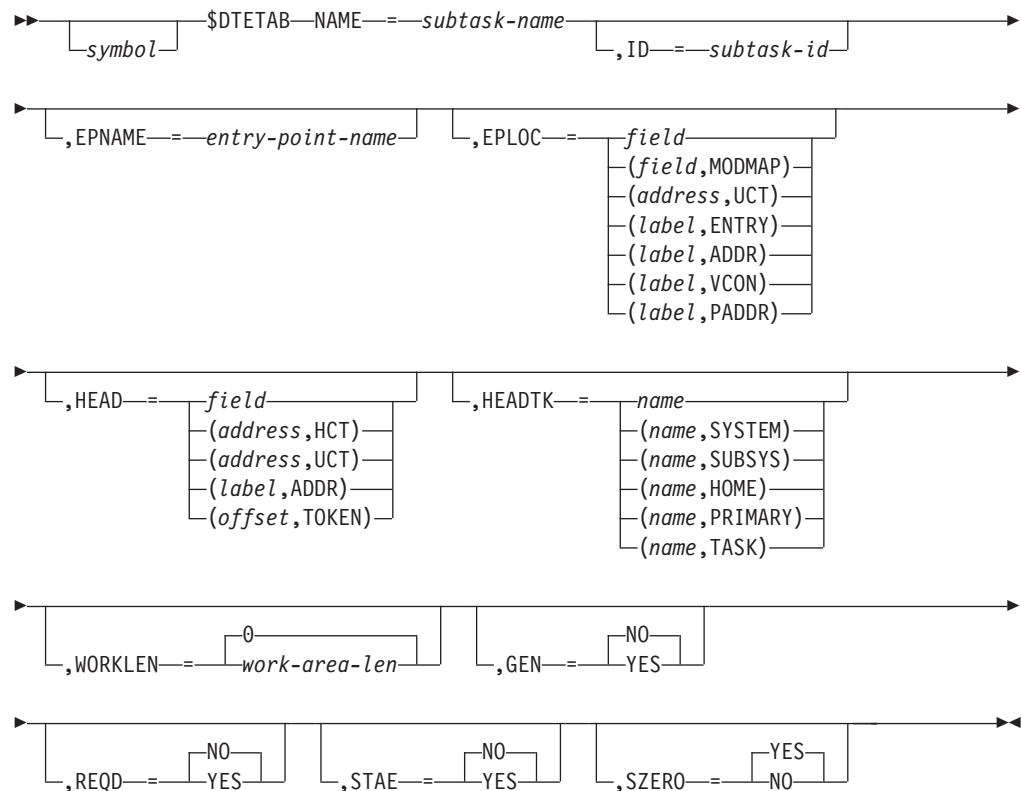 $DTETAB NAME = subtask-name
symbol ,ID = subtask-id
,EPNAME = entry-point-name ,EPLOC = field
(field,MODMAP)
(address,UCT)
(label,ENTRY)
(label,ADDR)
(label,VCON)
(label,PADDR)
,HEAD = field ,HEADTK = name
(address,HCT) (name,SYSTEM)
(address,UCT) (name,SUBSYS)
(label,ADDR) (name,HOME)
(offset,TOKEN) (name,PRIMARY)
(name,TASK)
0 NO
,WORKLEN = work-area-len ,GEN = YES
NO NO YES
,REQD = YES ,STAE = YES ,SZERO = NO